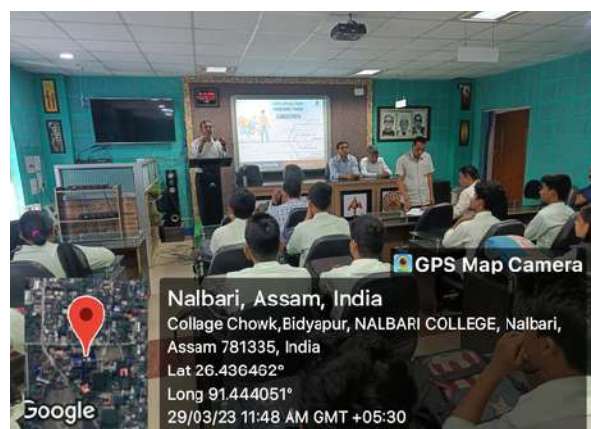 GPS Map Camera
Nalbari, Assam, India
Collage Chowk,Bidyapur, NALBARI COLLEGE, Nalbari,
Assam 781335, India
Lat 26.436462°
Long 91.444051°
29/03/23 11:48 AM GMT +05:30
Google